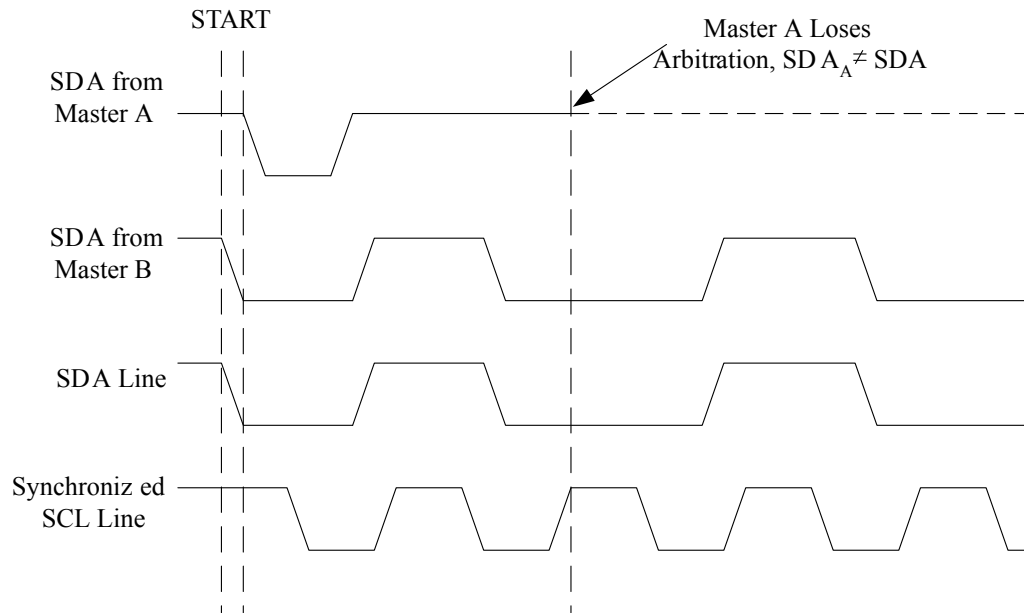 START
Master A Loses
Arbitration, SDA_A ≠ SDA
SDA from
Master A
SDA from
Master B
SDA Line
Synchroniz ed
SCL Line